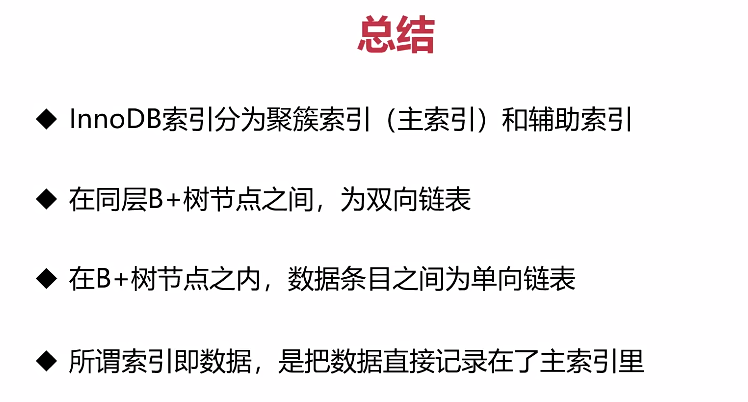 总结
◆ InnoDB索引分为聚簇索引（主索引）和辅助索引
◆ 在同层B+树节点之间，为双向链表
◆ 在B+树节点之内，数据条目之间为单向链表
◆ 所谓索引即数据，是把数据直接记录在了主索引里